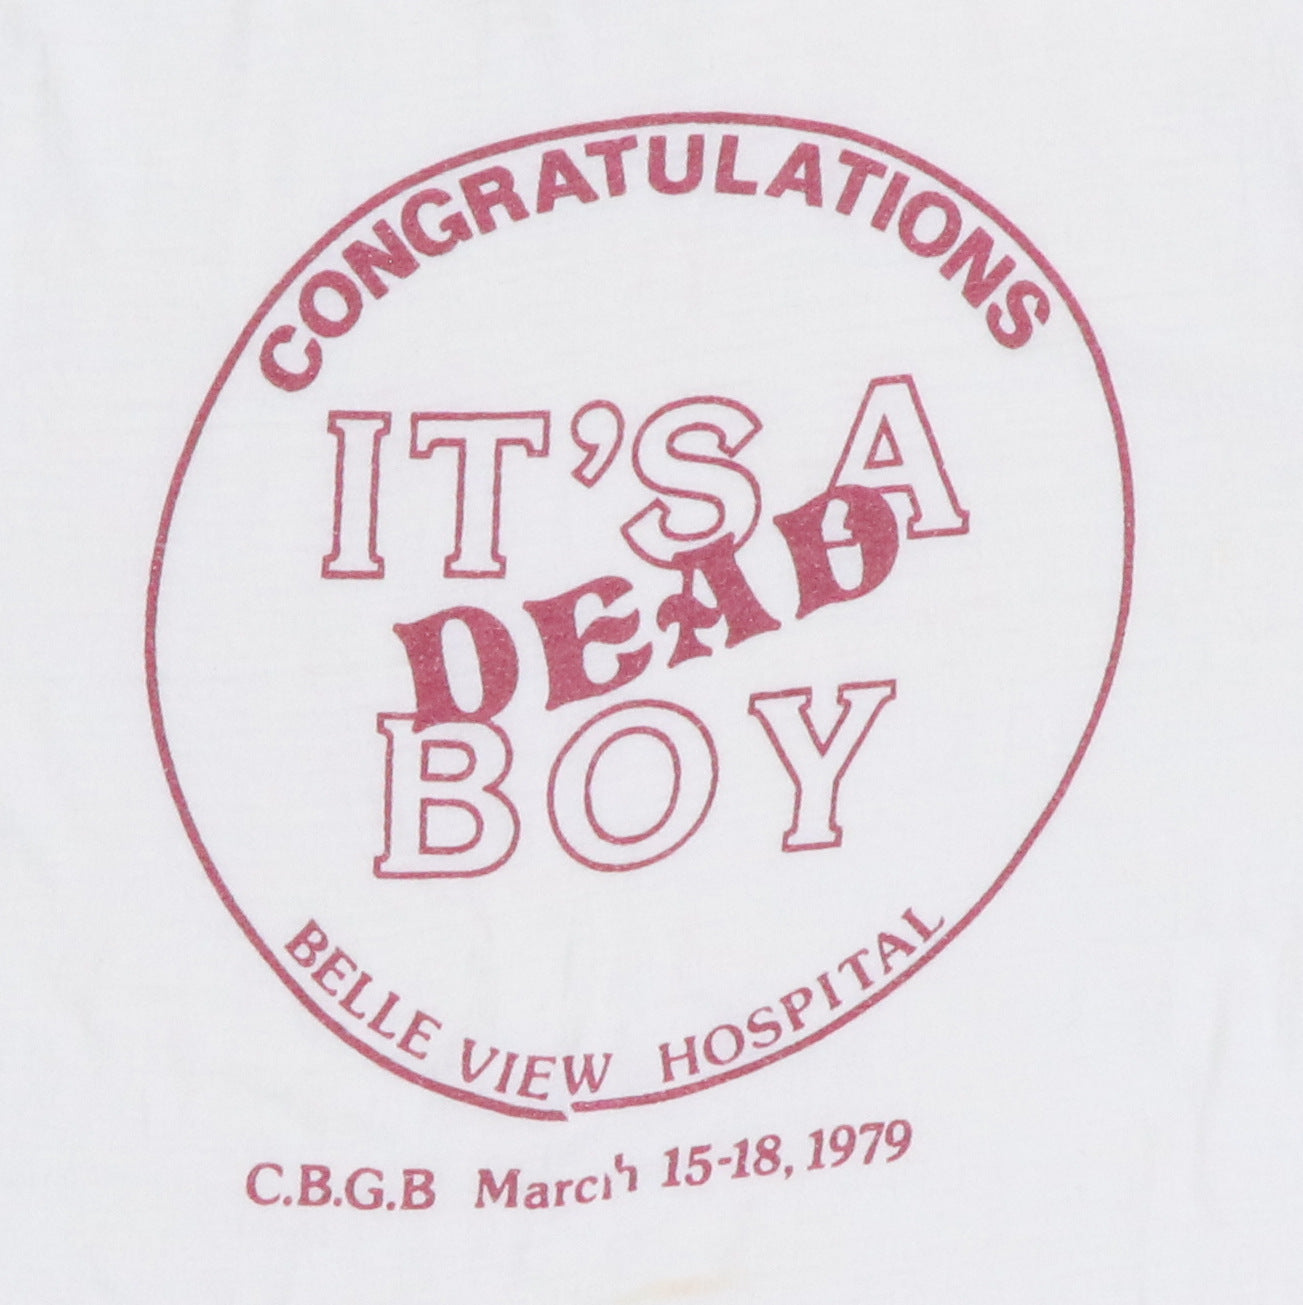 CONGRATULATIONS
IT'S A
DEAD
BOY
BELLE VIEW HOSPITAL
C.B.G.B March 15-18, 1979